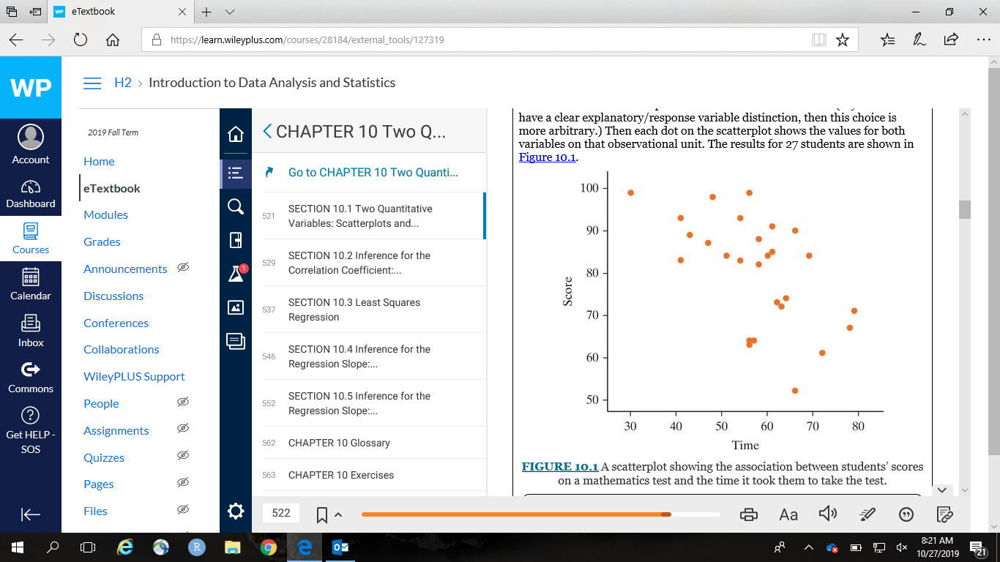 WP
eTextbook
https://learn.wileyplus.com/courses/28184/external_tools/127319
WP
H2 > Introduction to Data Analysis and Statistics
Account
Dashboard
Courses
Calendar
Inbox
Commons
Get HELP -
SOS
2019 Fall Term
Home
eTextbook
Modules
Grades
Announcements
Discussions
Conferences
Collaborations
WileyPLUS Support
People
Assignments
Quizzes
Pages
Files
1
CHAPTER 10 Two Q...
Go to CHAPTER 10 Two Quanti...
521
SECTION 10.1 Two Quantitative
Variables: Scatterplots and...
529
SECTION 10.2 Inference for the
Correlation Coefficient:...
537
SECTION 10.3 Least Squares
Regression
546
SECTION 10.4 Inference for the
Regression Slope:...
552
SECTION 10.5 Inference for the
Regression Slope:...
562 CHAPTER 10 Glossary
563 CHAPTER 10 Exercises
have a clear explanatory/response variable distinction, then this choice is
more arbitrary.) Then each dot on the scatterplot shows the values for both
variables on that observational unit. The results for 27 students are shown in
Figure 10.1.
100
90
80
70
60
50
Score
30 40 50 60 70 80
Time
FIGURE 10.1 A scatterplot showing the association between students' scores
on a mathematics test and the time it took them to take the test.
522
Aa
R
8:21 AM
10/27/2019
21